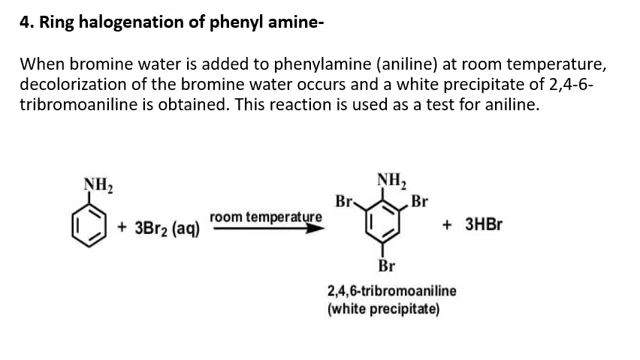 4. Ring halogenation of phenyl amine-
When bromine water is added to phenylamine (aniline) at room temperature,
decolorization of the bromine water occurs and a white precipitate of 2,4-6-
tribromoaniline is obtained. This reaction is used as a test for aniline.
NH₂
+ 3Br₂ (aq)
room temperature
NH₂
Br
Br
Br
+ 3HBr
2,4,6-tribromoaniline
(white precipitate)